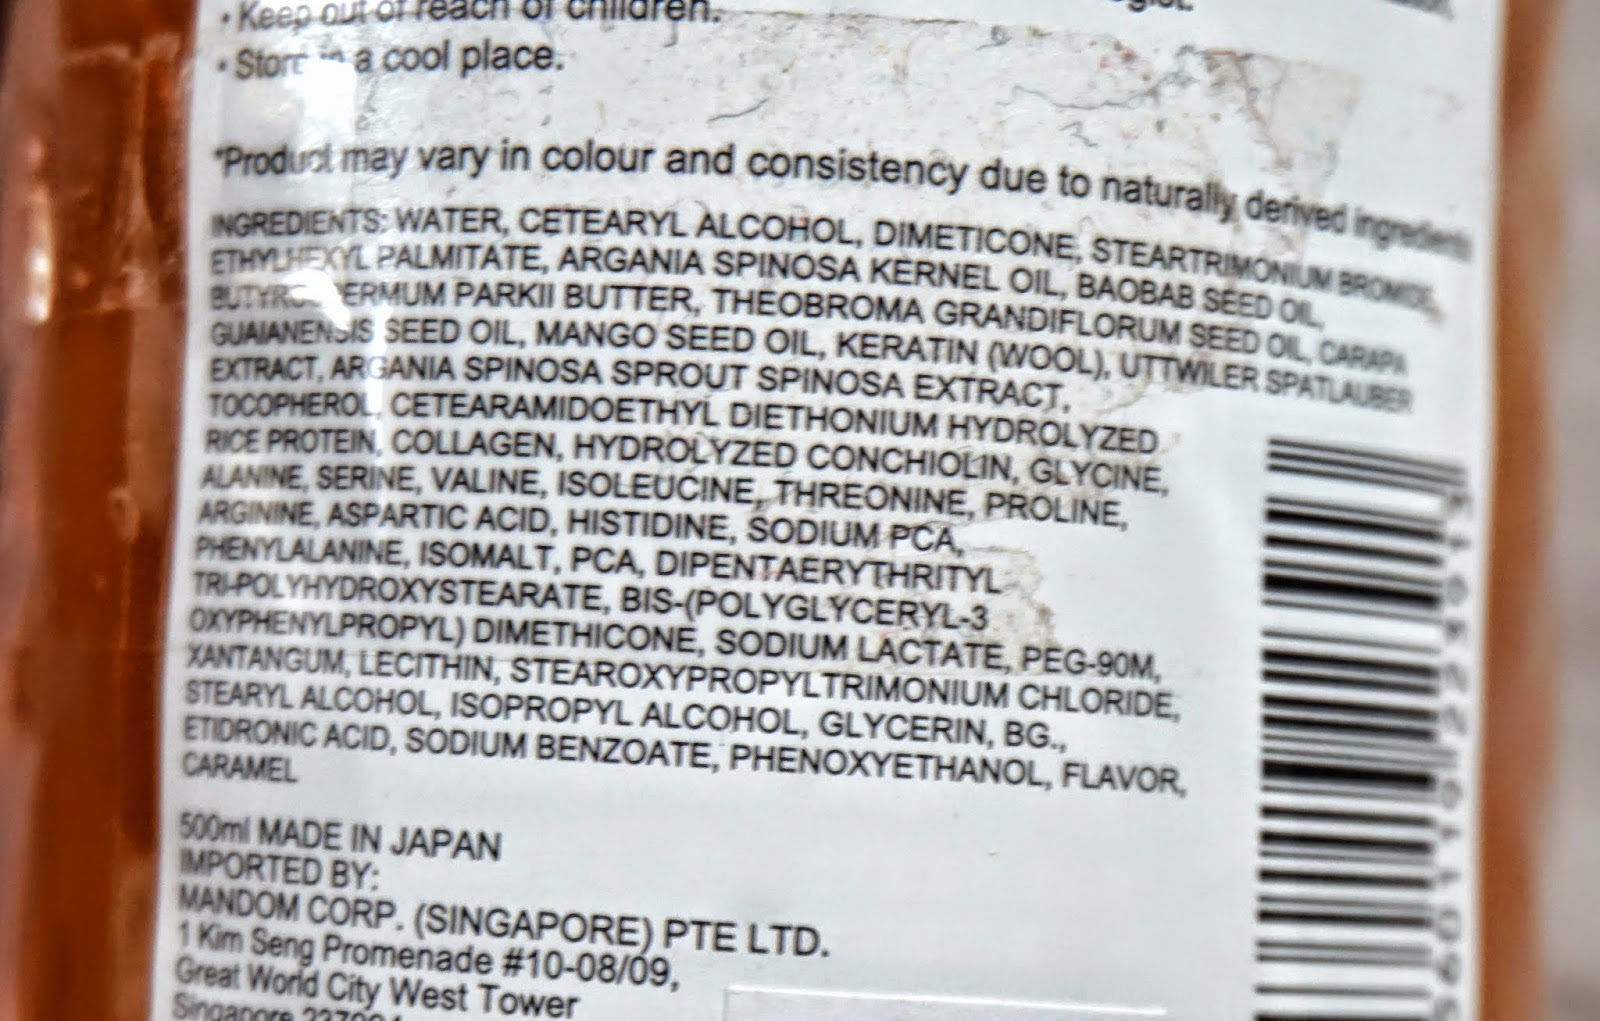 • Keep out of reach of children.
• Store in a cool place.
*Product may vary in colour and consistency due to naturally derived ingredients
INGREDIENTS: WATER, CETEARYL ALCOHOL, DIMETICONE, STEARTRIMONIUM BROMIDE,
ETHYLHEXYL PALMITATE, ARGANIA SPINOSA KERNEL OIL, BAOBAB SEED OIL,
BUTYROSPERMUM PARKII BUTTER, THEOBROMA GRANDIFLORUM SEED OIL, CARAPA
GUAIANENSIS SEED OIL, MANGO SEED OIL, KERATIN (WOOL), UTTWILER SPATLAUBER
EXTRACT, ARGANIA SPINOSA SPROUT SPINOSA EXTRACT,
TOCOPHEROL, CETEARAMIDOETHYL DIETHONIUM HYDROLYZED
RICE PROTEIN, COLLAGEN, HYDROLYZED CONCHIOLIN, GLYCINE,
ALANINE, SERINE, VALINE, ISOLEUCINE, THREONINE, PROLINE,
ARGININE, ASPARTIC ACID, HISTIDINE, SODIUM PCA,
PHENYLALANINE, ISOMALT, PCA, DIPENTAERYTHRITYL
TRI-POLYHYDROXYSTEARATE, BIS-(POLYGLYCERYL-3
OXYPHENYLPROPYL) DIMETHICONE, SODIUM LACTATE, PEG-90M,
XANTANGUM, LECITHIN, STEAROXYPROPYLTRIMONIUM CHLORIDE,
STEARYL ALCOHOL, ISOPROPYL ALCOHOL, GLYCERIN, BG.,
ETIDRONIC ACID, SODIUM BENZOATE, PHENOXYETHANOL, FLAVOR,
CARAMEL
500ml MADE IN JAPAN
IMPORTED BY:
MANDOM CORP. (SINGAPORE) PTE LTD.
1 Kim Seng Promenade #10-08/09,
Great World City West Tower
Singapore